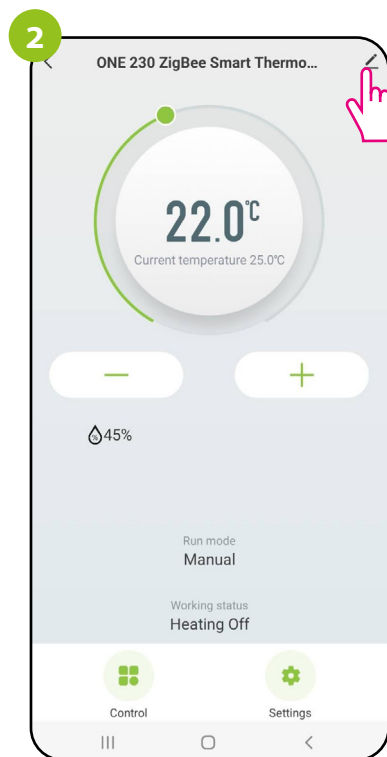 2
ONE 230 ZigBee Smart Thermo...
22.0°C
Current temperature 25.0°C
%45%
Run mode
Manual
Working status
Heating Off
Control
Settings